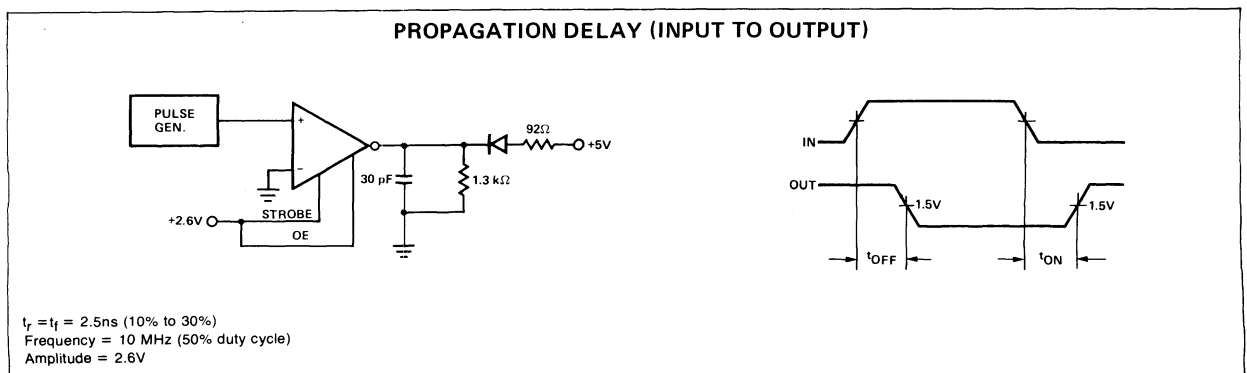 PROPAGATION DELAY (INPUT TO OUTPUT)
PULSE
GEN.
+
−
92Ω
+5V
30 pF
1.3 kΩ
+2.6V
STROBE
OE
IN
OUT
1.5V
1.5V
tOFF
tON
tr =tf = 2.5ns (10% to 30%)
Frequency = 10 MHz (50% duty cycle)
Amplitude = 2.6V